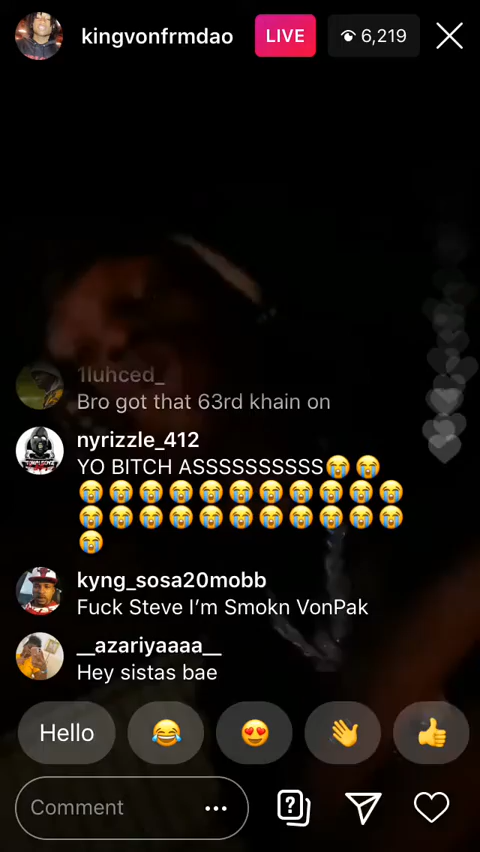 kingvonfrmdao LIVE 6,219
1luhced_
Bro got that 63rd khain on
nyrizzle_412
YO BITCH ASSSSSSSSSS😭😭
😭😭😭😭😭😭😭😭😭😭😭
😭😭😭😭😭😭😭😭😭😭😭
😭
kyng_sosa20mobb
Fuck Steve I’m Smokn VonPak
__azariyaaaa__
Hey sistas bae
Hello 😂 😍 👋 👍
Comment ...